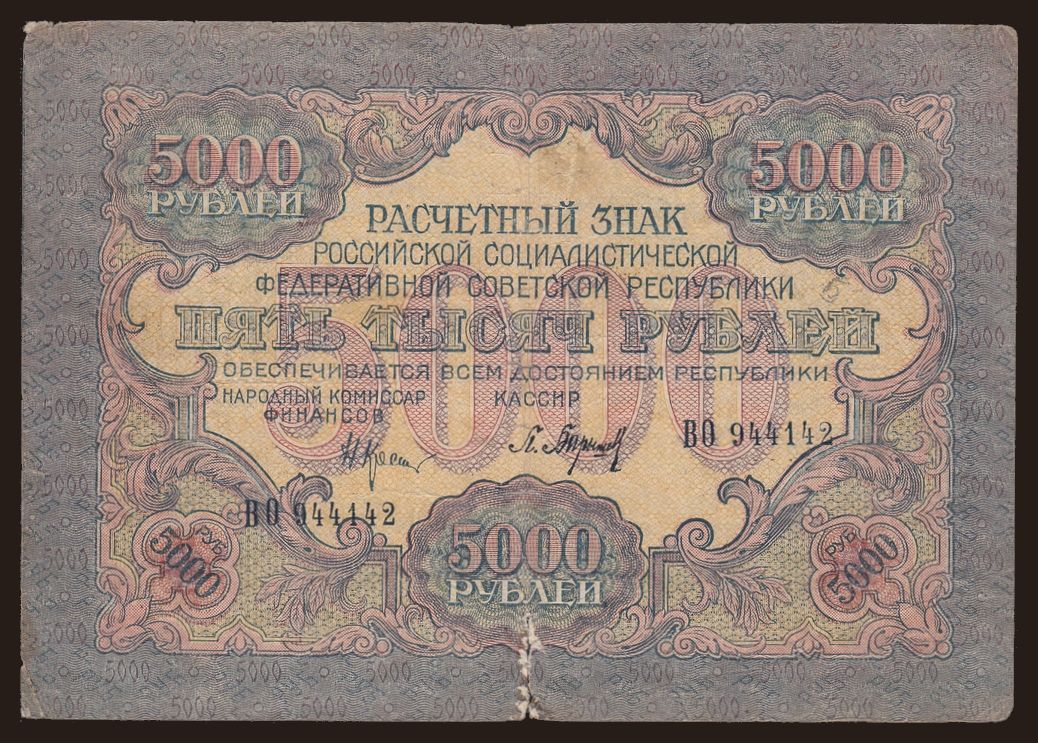 5000 РУБЛЕЙ
5000 РУБЛЕЙ
РАСЧЕТНЫЙ ЗНАК
РОССИЙСКОЙ СОЦИАЛИСТИЧЕСКОЙ
ФЕДЕРАТИВНОЙ СОВЕТСКОЙ РЕСПУБЛИКИ
5000
ПЯТЬ ТЫСЯЧ РУБЛЕЙ
ОБЕСПЕЧИВАЕТСЯ ВСЕМ ДОСТОЯНИЕМ РЕСПУБЛИКИ
НАРОДНЫЙ КОМИССАР
ФИНАНСОВ
КАССИР
ВО 944142
ВО 944142
5000 РУБ.
5000
РУБЛЕЙ
5000 РУБ.